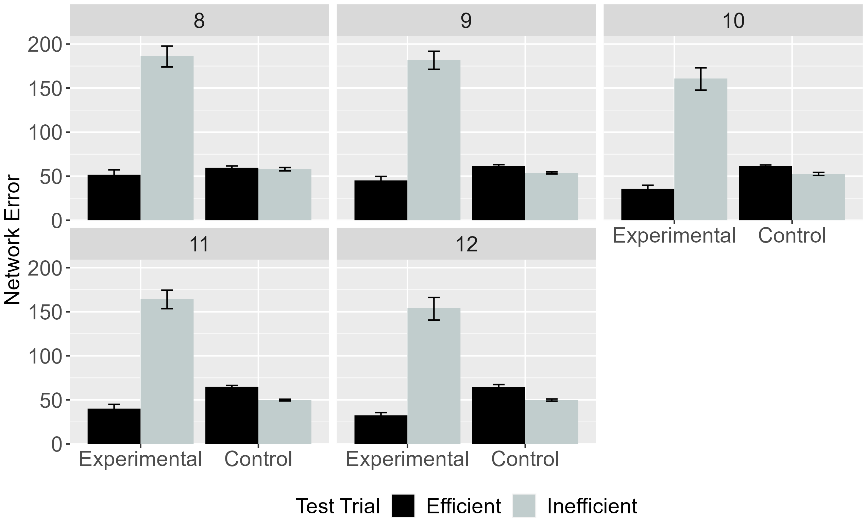 8 9 10
200
150
100
50
0
Experimental Control
11 12
200
150
100
50
0
Experimental Control Experimental Control
Network Error
Test Trial Efficient Inefficient